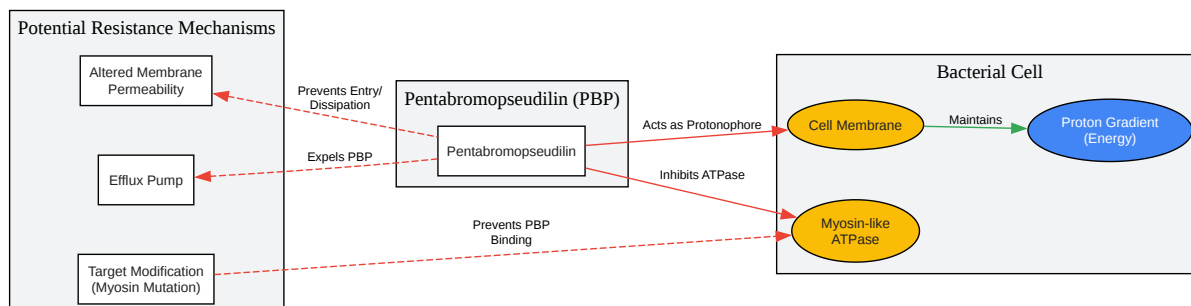 Potential Resistance Mechanisms
Altered Membrane
Permeability
Efflux Pump
Target Modification
(Myosin Mutation)
Prevents Entry/
Dissipation
Expels PBP
Prevents PBP
Binding
Pentabromopseudilin (PBP)
Pentabromopseudilin
Acts as Protonophore
Inhibits ATPase
Bacterial Cell
Cell Membrane
Maintains
Proton Gradient
(Energy)
Myosin-like
ATPase